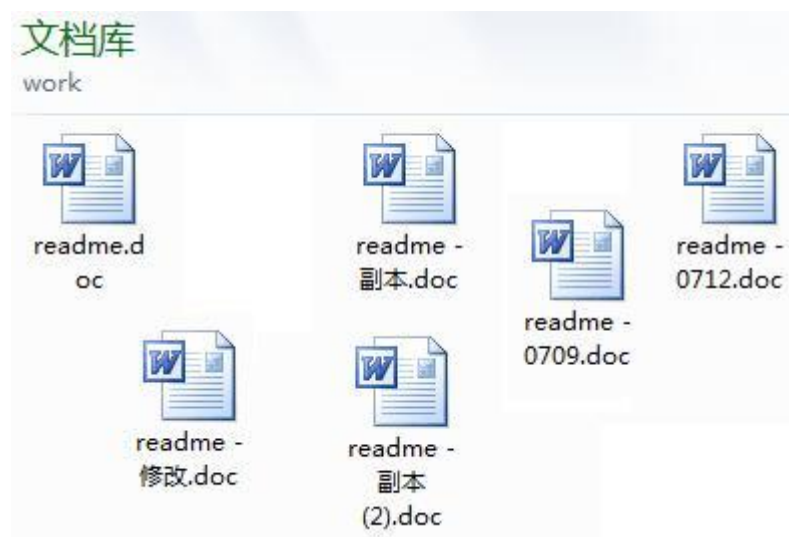 文档库
work
readme.d
oc
readme -
副本.doc
readme -
0709.doc
readme -
0712.doc
readme -
修改.doc
readme -
副本
(2).doc